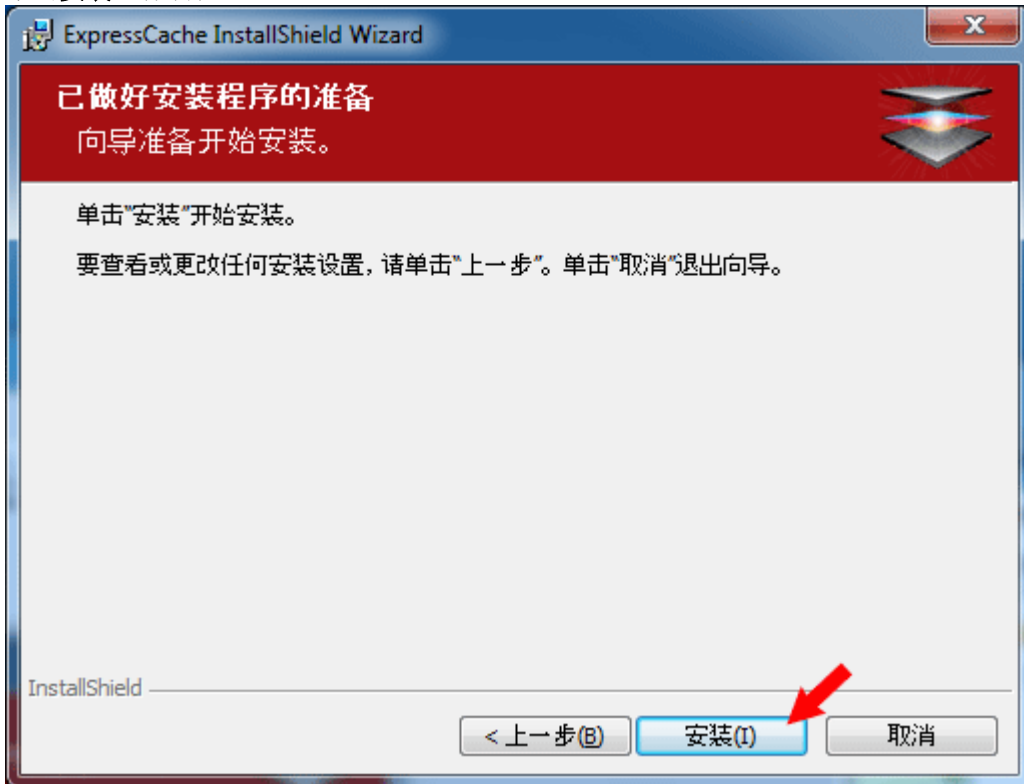 ExpressCache InstallShield Wizard
已做好安装程序的准备
向导准备开始安装。
单击"安装"开始安装。
要查看或更改任何安装设置，请单击"上一步"。单击"取消"退出向导。
InstallShield
< 上一步(B)
安装(I)
取消